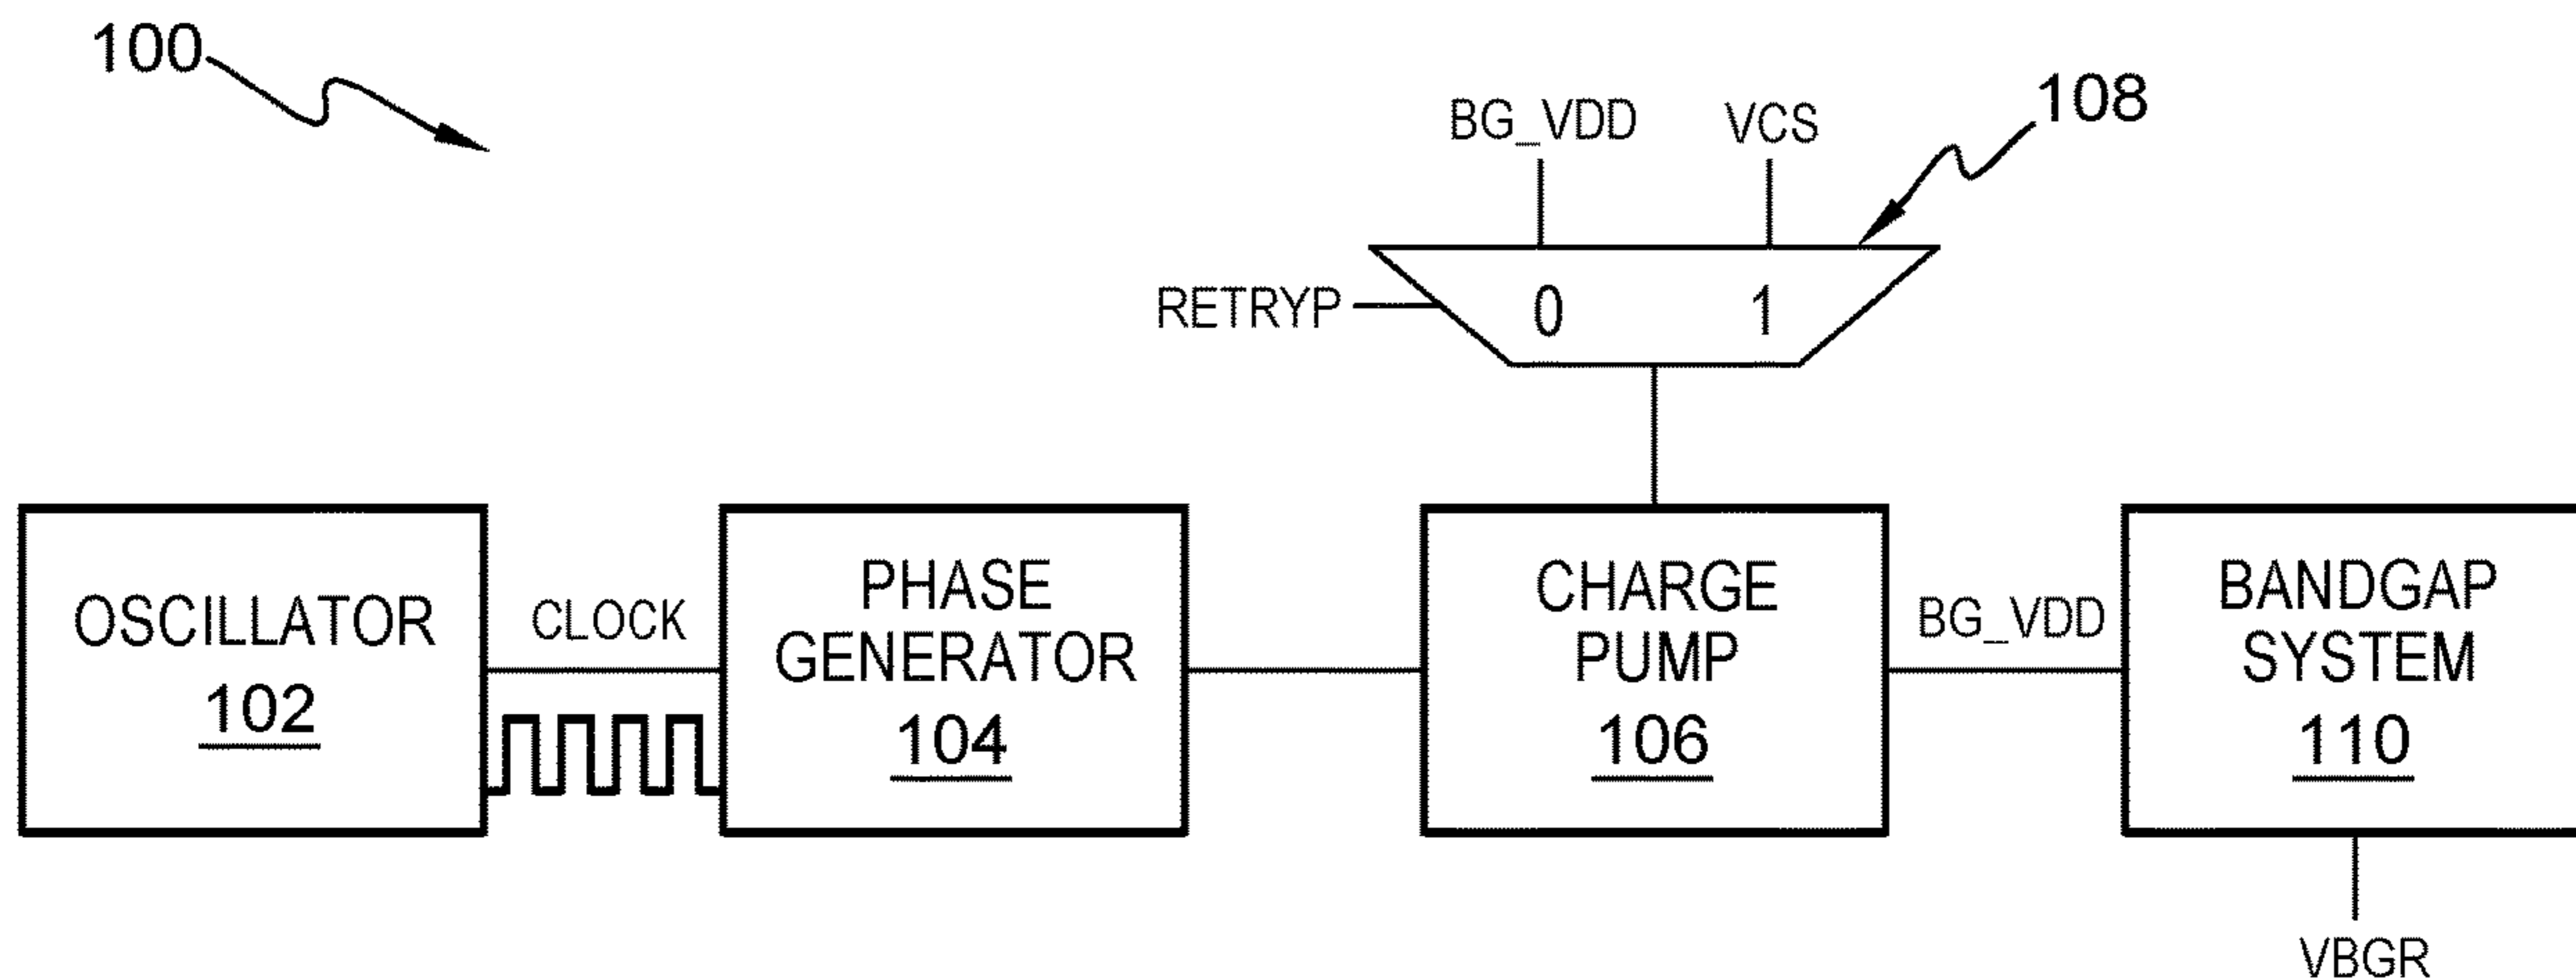 100
BG_VDD
VCS
108
RETRYP
0
1
OSCILLATOR
102
CLOCK
PHASE
GENERATOR
104
CHARGE
PUMP
106
BG_VDD
BANDGAP
SYSTEM
110
VBGR